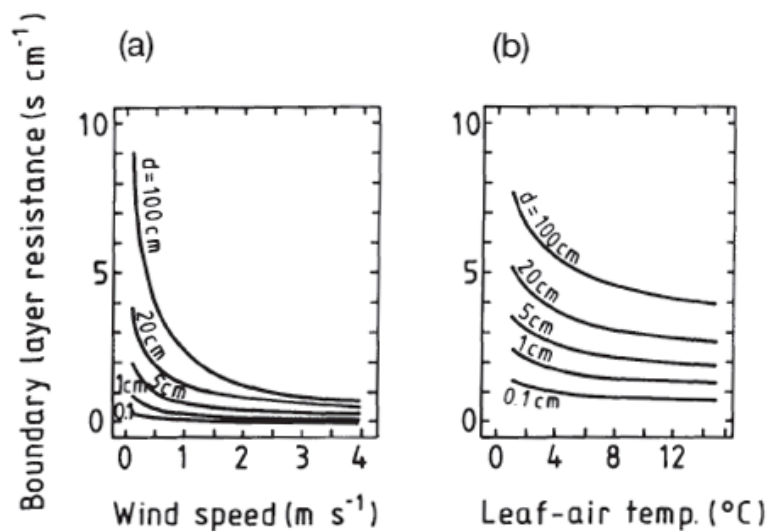 (a)
(b)
Boundary layer resistance (s cm⁻¹)
10
5
0
d=100cm
20cm
5cm
1cm
0.1
0 1 2 3 4
Wind speed (m s⁻¹)
10
5
0
d=100cm
20cm
5cm
1cm
0.1cm
0 4 8 12
Leaf-air temp. (°C)